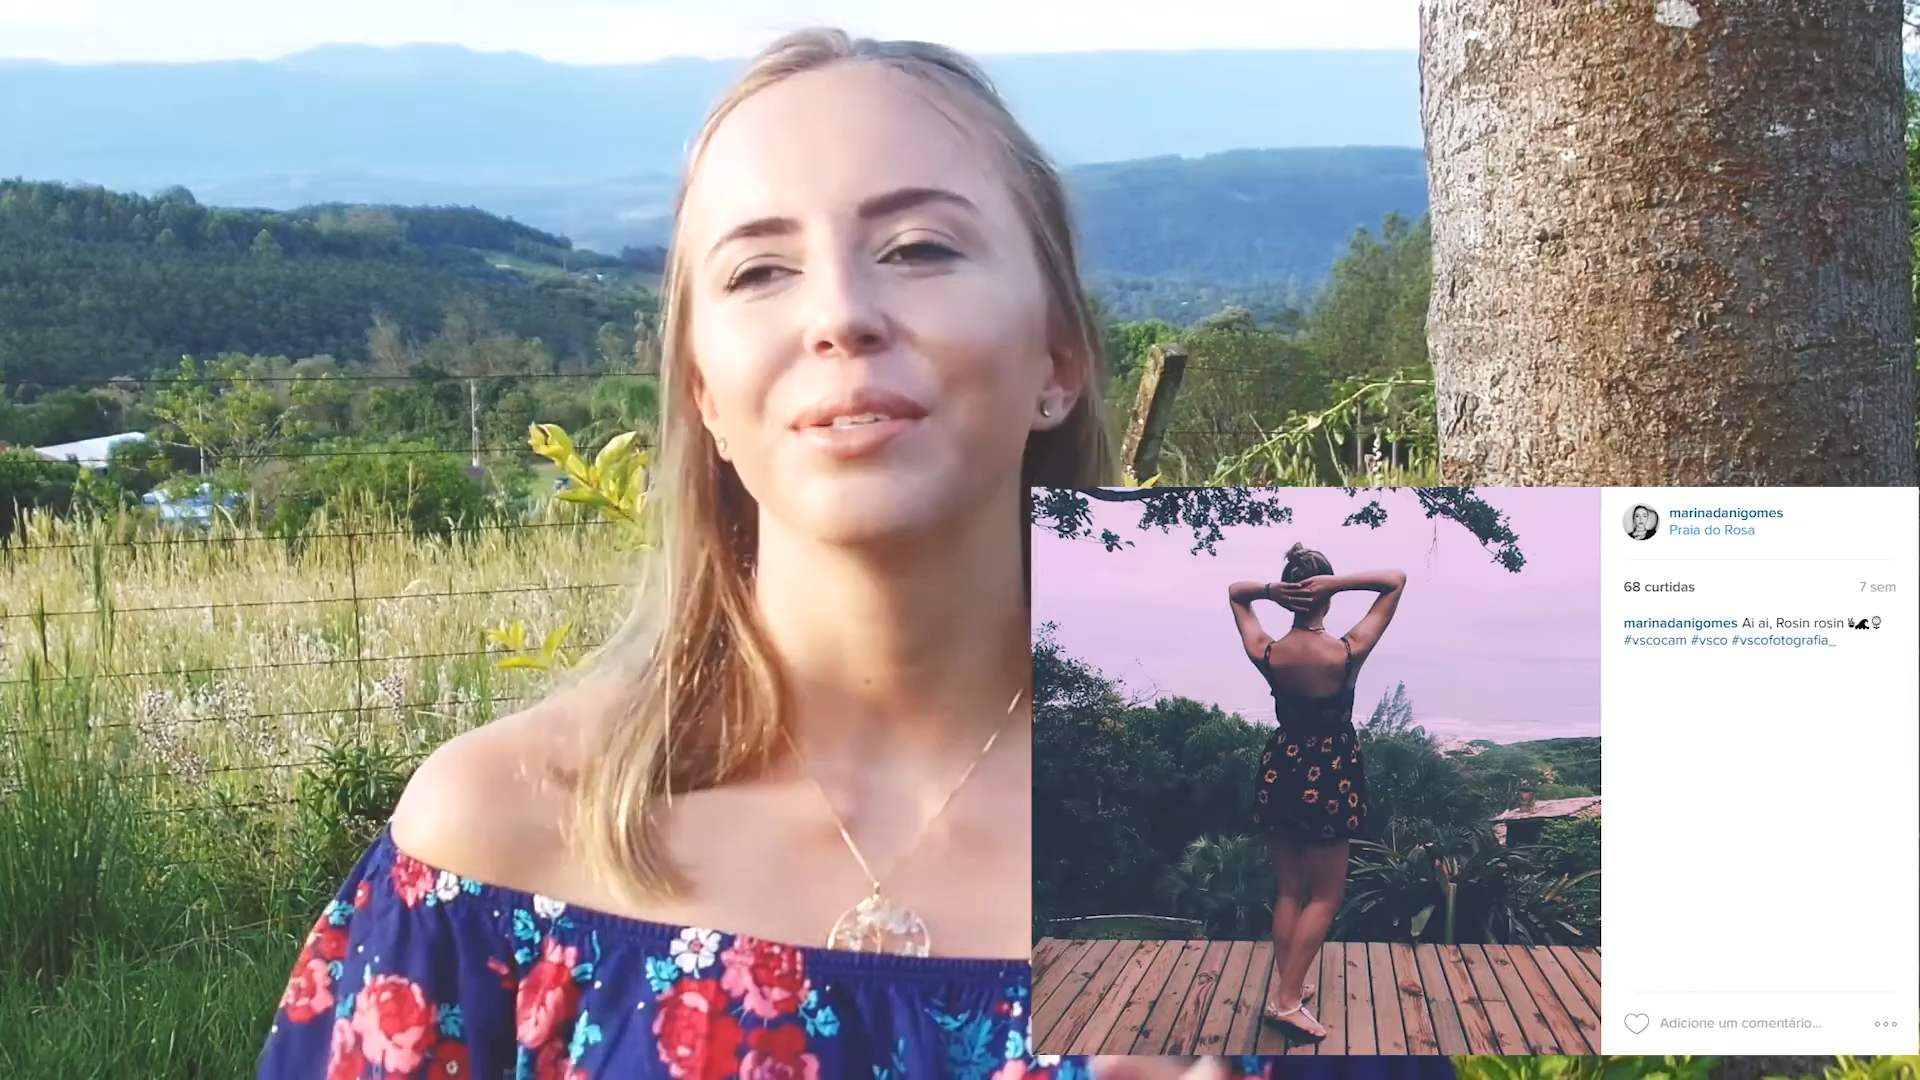 marinadanigomes
Praia do Rosa
68 curtidas
7 sem
marinadanigomes Ai ai, Rosin rosin
#vscocam #vsco #vscofotografia_
Adicione um comentário...